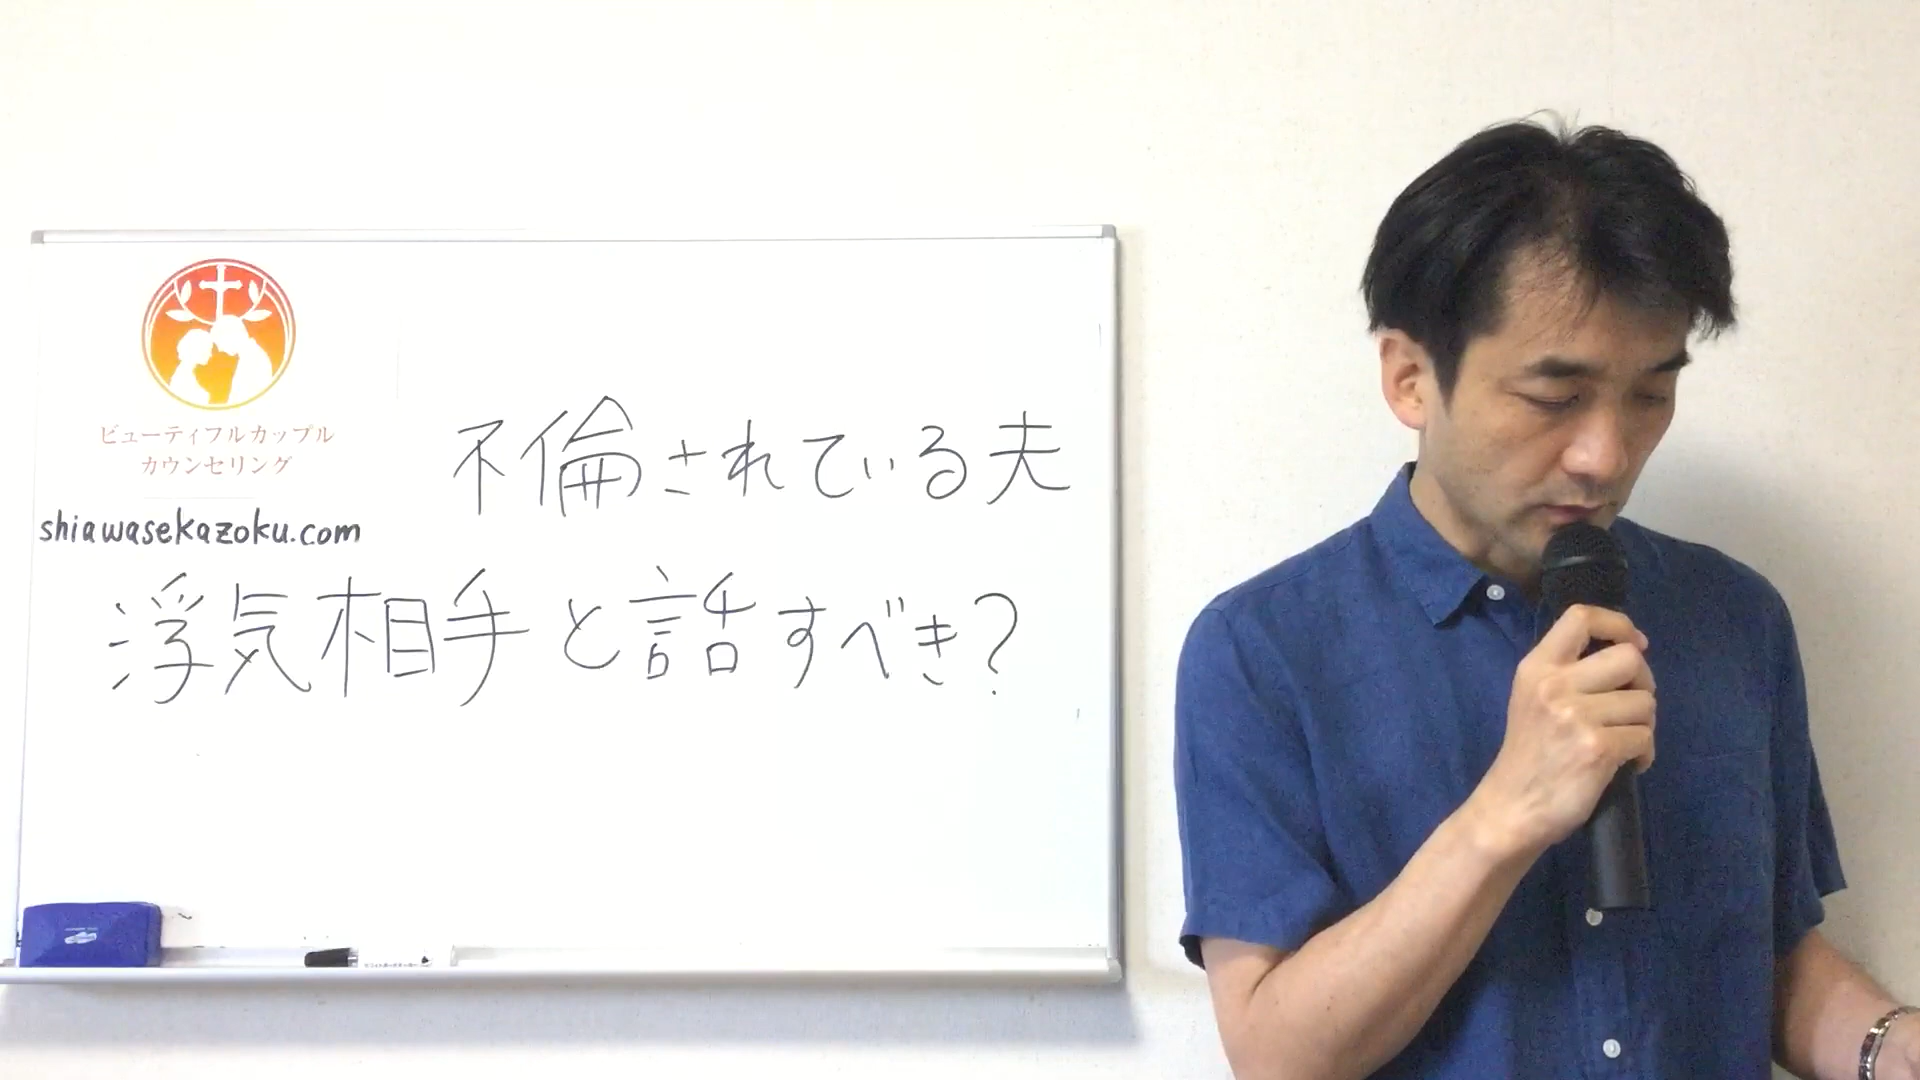 ビューティフルカップル
カウンセリング
shiawasekazoku.com
不倫されている夫
浮気相手と話すべき?